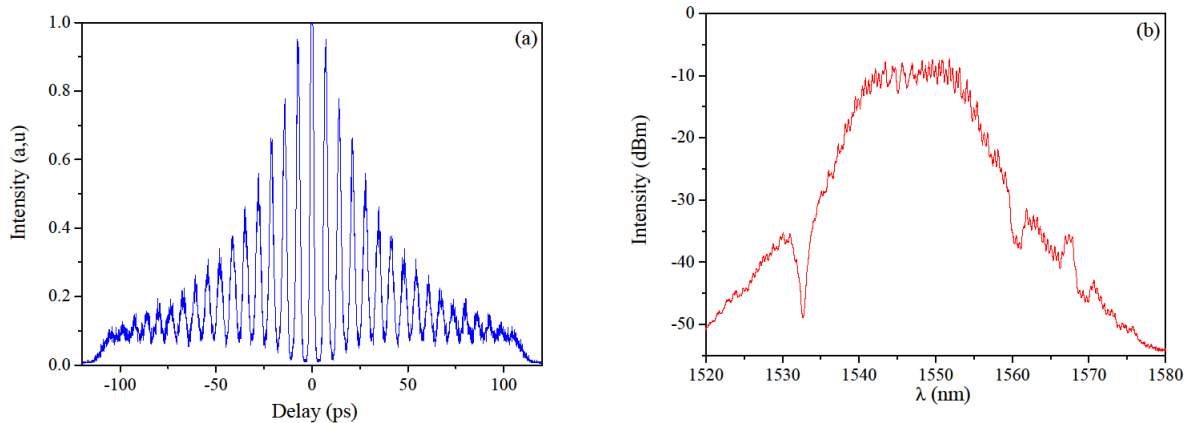 (a)
1.0
0.8
0.6
0.4
0.2
0.0
Intensity (a,u)
-100 -50 0 50 100
Delay (ps)
(b)
0
-10
-20
-30
-40
-50
Intensity (dBm)
1520 1530 1540 1550 1560 1570 1580
λ (nm)